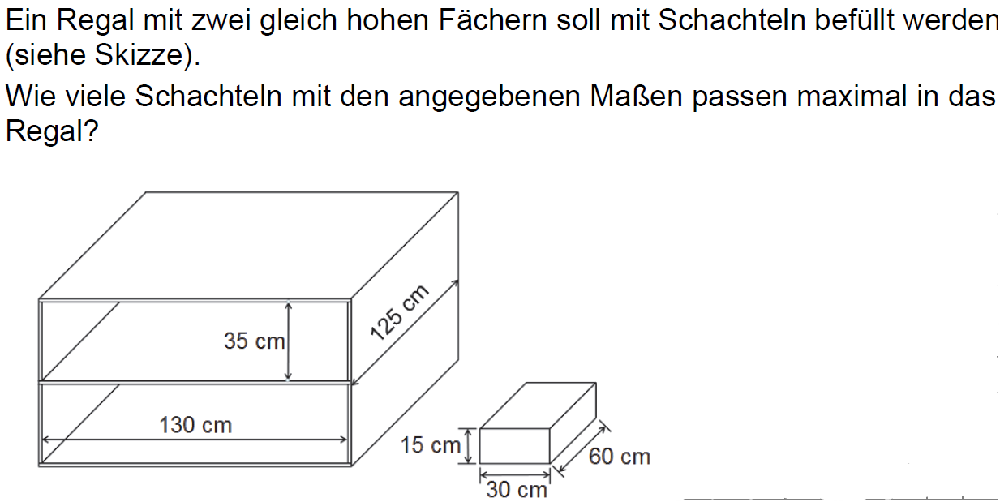 Ein Regal mit zwei gleich hohen Fächern soll mit Schachteln befüllt werden
(siehe Skizze).
Wie viele Schachteln mit den angegebenen Maßen passen maximal in das
Regal?
125 cm
35 cm
130 cm
15 cm
60 cm
30 cm